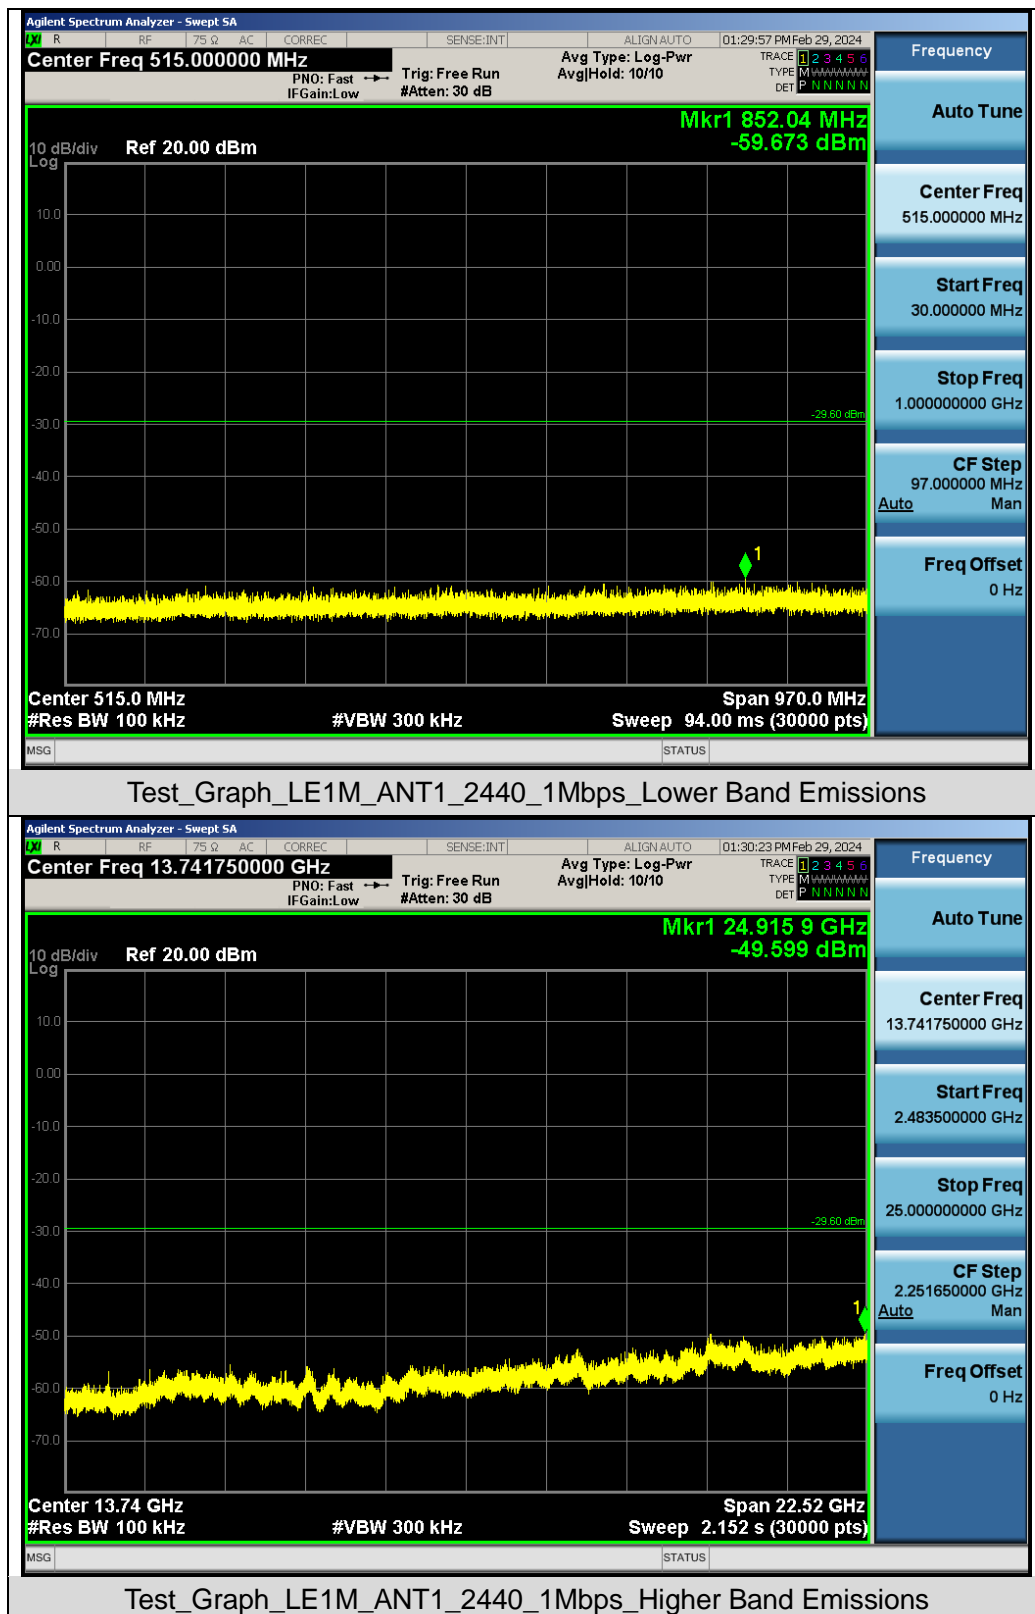 Agilent Spectrum Analyzer - Swept SA
LXI R RF 75 Ω AC CORREC SENSE:INT ALIGN AUTO 01:29:57 PM Feb 29, 2024
Center Freq 515.000000 MHz
PNO: Fast
IFGain:Low
Trig: Free Run
#Atten: 30 dB
Avg Type: Log-Pwr
Avg|Hold: 10/10
TRACE 1 2 3 4 5 6
TYPE M
DET P N N N N N
Mkr1 852.04 MHz
-59.673 dBm
10 dB/div Ref 20.00 dBm
Log
10.0
0.00
-10.0
-20.0
-29.60 dBm
-30.0
-40.0
-50.0
1
-60.0
-70.0
Center 515.0 MHz Span 970.0 MHz
#Res BW 100 kHz #VBW 300 kHz Sweep 94.00 ms (30000 pts)
MSG STATUS
Frequency
Auto Tune
Center Freq
515.000000 MHz
Start Freq
30.000000 MHz
Stop Freq
1.000000000 GHz
CF Step
97.000000 MHz
Auto Man
Freq Offset
0 Hz
Test_Graph_LE1M_ANT1_2440_1Mbps_Lower Band Emissions
Agilent Spectrum Analyzer - Swept SA
LXI R RF 75 Ω AC CORREC SENSE:INT ALIGN AUTO 01:30:23 PM Feb 29, 2024
Center Freq 13.741750000 GHz
PNO: Fast
IFGain:Low
Trig: Free Run
#Atten: 30 dB
Avg Type: Log-Pwr
Avg|Hold: 10/10
TRACE 1 2 3 4 5 6
TYPE M
DET P N N N N N
Mkr1 24.915 9 GHz
-49.599 dBm
10 dB/div Ref 20.00 dBm
Log
10.0
0.00
-10.0
-20.0
-29.60 dBm
-30.0
-40.0
1
-50.0
-60.0
-70.0
Center 13.74 GHz Span 22.52 GHz
#Res BW 100 kHz #VBW 300 kHz Sweep 2.152 s (30000 pts)
MSG STATUS
Frequency
Auto Tune
Center Freq
13.741750000 GHz
Start Freq
2.483500000 GHz
Stop Freq
25.000000000 GHz
CF Step
2.251650000 GHz
Auto Man
Freq Offset
0 Hz
Test_Graph_LE1M_ANT1_2440_1Mbps_Higher Band Emissions